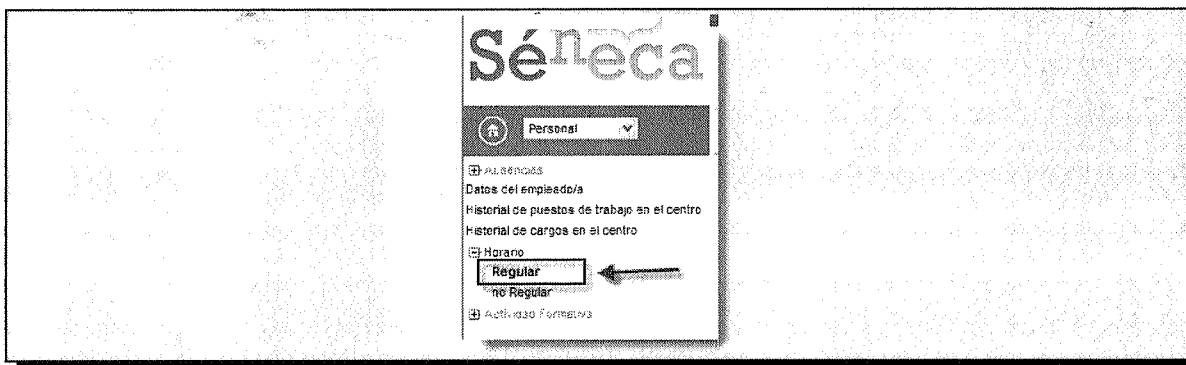 Séneca
Personal
Ausencias
Datos del empleado/a
Historial de puestos de trabajo en el centro
Historial de cargos en el centro
Horario
Regular
no Regular
Actividad Formativa